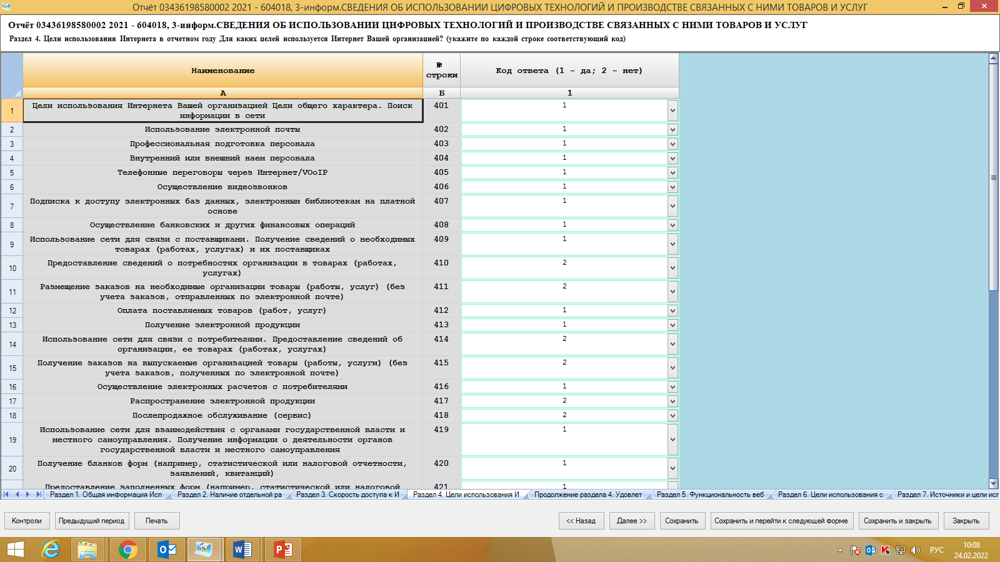 Отчёт 03436198580002 2021 - 604018, 3-информ.СВЕДЕНИЯ ОБ ИСПОЛЬЗОВАНИИ ЦИФРОВЫХ ТЕХНОЛОГИЙ И ПРОИЗВОДСТВЕ СВЯЗАННЫХ С НИМИ ТОВАРОВ И УСЛУГ
Отчёт 03436198580002 2021 - 604018, 3-информ.СВЕДЕНИЯ ОБ ИСПОЛЬЗОВАНИИ ЦИФРОВЫХ ТЕХНОЛОГИЙ И ПРОИЗВОДСТВЕ СВЯЗАННЫХ С НИМИ ТОВАРОВ И УСЛУГ
Раздел 4. Цели использования Интернета в отчетном году Для каких целей используется Интернет Вашей организацией? (укажите по каждой строке соответствующий код)
Наименование № строки Код ответа (1 - да; 2 - нет)
А Б 1
1 Цели использования Интернета Вашей организацией Цели общего характера. Поиск 401 1
информации в сети
2 Использование электронной почты 402 1
3 Профессиональная подготовка персонала 403 1
4 Внутренний или внешний наем персонала 404 1
5 Телефонные переговоры через Интернет/VOoIP 405 1
6 Осуществление видеозвонков 406 1
7 Подписка к доступу электронных баз данных, электронным библиотекам на платной 407 1
основе
8 Осуществление банковских и других финансовых операций 408 1
9 Использование сети для связи с поставщиками. Получение сведений о необходимых 409 1
товарах (работах, услугах) и их поставщиках
10 Предоставление сведений о потребностях организации в товарах (работах, 410 2
услугах)
11 Размещение заказов на необходимые организации товары (работы, услуг) (без 411 2
учета заказов, отправленных по электронной почте)
12 Оплата поставляемых товаров (работ, услуг) 412 1
13 Получение электронной продукции 413 1
14 Использование сети для связи с потребителями. Предоставление сведений об 414 2
организации, ее товарах (работах, услугах)
15 Получение заказов на выпускаемые организацией товары (работы, услуги) (без 415 2
учета заказов, полученных по электронной почте)
16 Осуществление электронных расчетов с потребителями 416 1
17 Распространение электронной продукции 417 2
18 Послепродажное обслуживание (сервис) 418 2
19 Использование сети для взаимодействия с органами государственной власти и 419 1
местного самоуправления. Получение информации о деятельности органов
государственной власти и местного самоуправления
20 Получение бланков форм (например, статистической или налоговой отчетности, 420 1
заявлений, квитанций)
Предоставление заполненных форм (например, статистической или налоговой 421 1
Раздел 1. Общая информация Исп Раздел 2. Наличие отдельной ра Раздел 3. Скорость доступа к И Раздел 4. Цели использования И Продолжение раздела 4. Удовлет Раздел 5. Функциональность веб Раздел 6. Цели использования с Раздел 7. Источники и цели исп
Контроли Предыдущий период Печать << Назад Далее >> Сохранить Сохранить и перейти к следующей форме Сохранить и закрыть Закрыть
РУС 10:08
24.02.2022